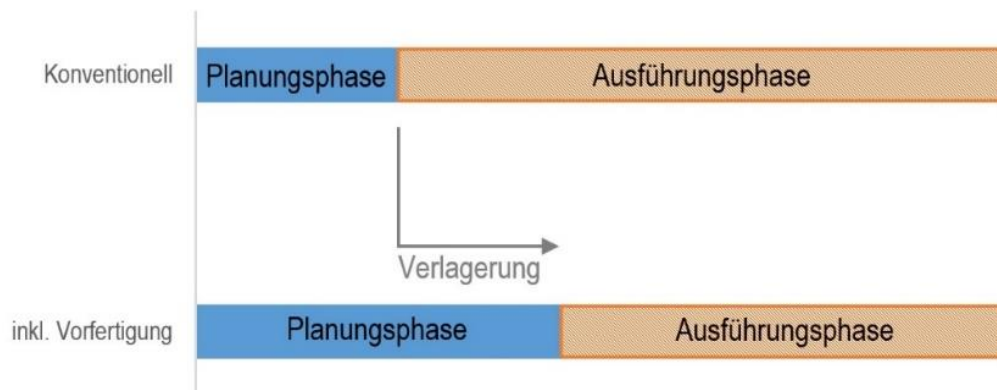 Konventionell
Planungsphase
Ausführungsphase
Verlagerung
inkl. Vorfertigung
Planungsphase
Ausführungsphase